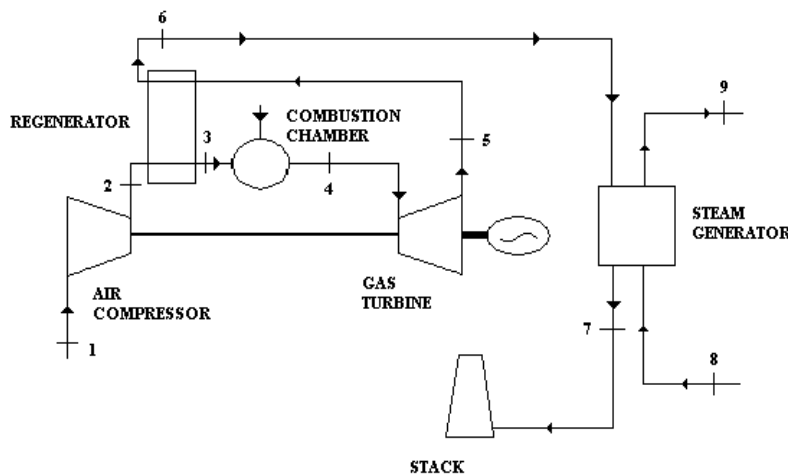 6
9
REGENERATOR
3
COMBUSTION
CHAMBER
5
2
4
STEAM
GENERATOR
AIR
COMPRESSOR
GAS
TURBINE
7
1
8
STACK